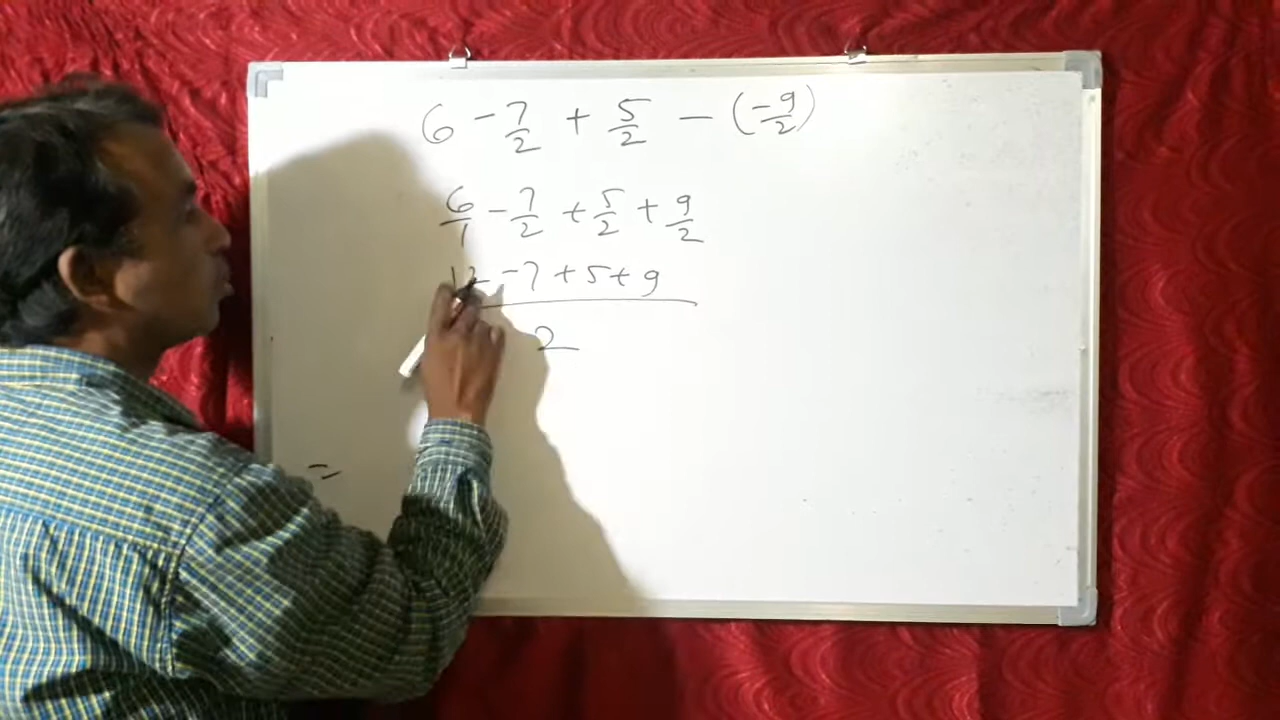 6 - 7/2 + 5/2 - (-9/2)
6/1 - 7/2 + 5/2 + 9/2
12 - 7 + 5 + 9
2
=